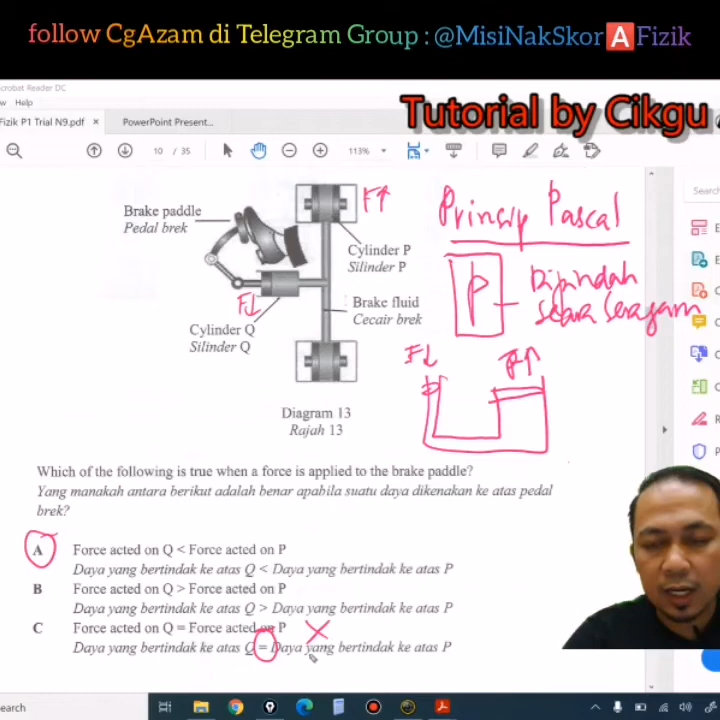 follow CgAzam di Telegram Group : @MisiNakSkor🅰Fizik
crobat Reader DC
w Help
Tutorial by Cikgu
Fizik P1 Trial N9.pdf × PowerPoint Present...
10 / 35 113%
Search
Brake paddle
Pedal brek
F↑
Prinsip Pascal
Cylinder P
Silinder P
P
Dipindah
secara seragam
F↓
Brake fluid
Cecair brek
Cylinder Q
Silinder Q
F↓
F↑
Diagram 13
Rajah 13
Which of the following is true when a force is applied to the brake paddle?
Yang manakah antara berikut adalah benar apabila suatu daya dikenakan ke atas pedal
brek?
A Force acted on Q < Force acted on P
Daya yang bertindak ke atas Q < Daya yang bertindak ke atas P
B Force acted on Q > Force acted on P
Daya yang bertindak ke atas Q > Daya yang bertindak ke atas P
C Force acted on Q = Force acted on P
Daya yang bertindak ke atas Q = Daya yang bertindak ke atas P
earch